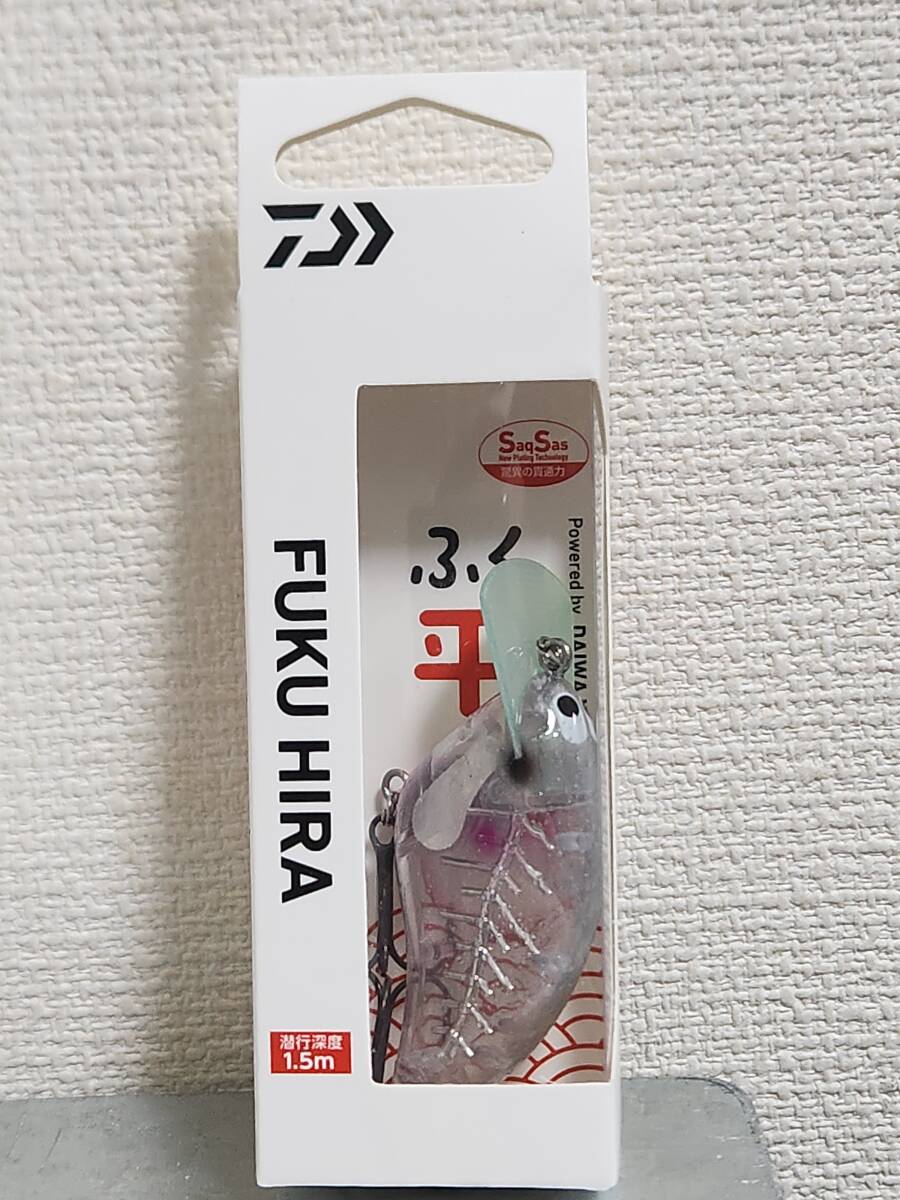 SaqSas
New Plating Technology
驚異の貫通力
ふく
平
Powered by DAIWA
FUKU HIRA
潜行深度
1.5m